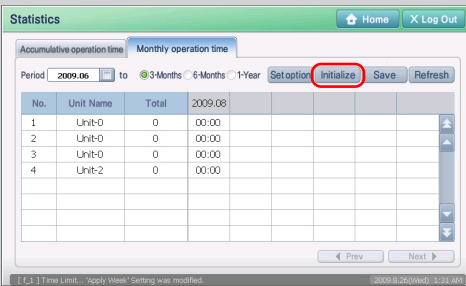 Statistics Home X Log Out
Accumulative operation time Monthly operation time
Period 2009.06 to 3-Months 6-Months 1-Year Set option Initialize Save Refresh
No. Unit Name Total 2009.08
1 Unit-0 0 00:00
2 Unit-0 0 00:00
3 Unit-0 0 00:00
4 Unit-2 0 00:00
Prev Next
[ f_1 ] Time Limit... 'Apply Week' Setting was modified. 2009.8.26(Wed) 1:31 AM